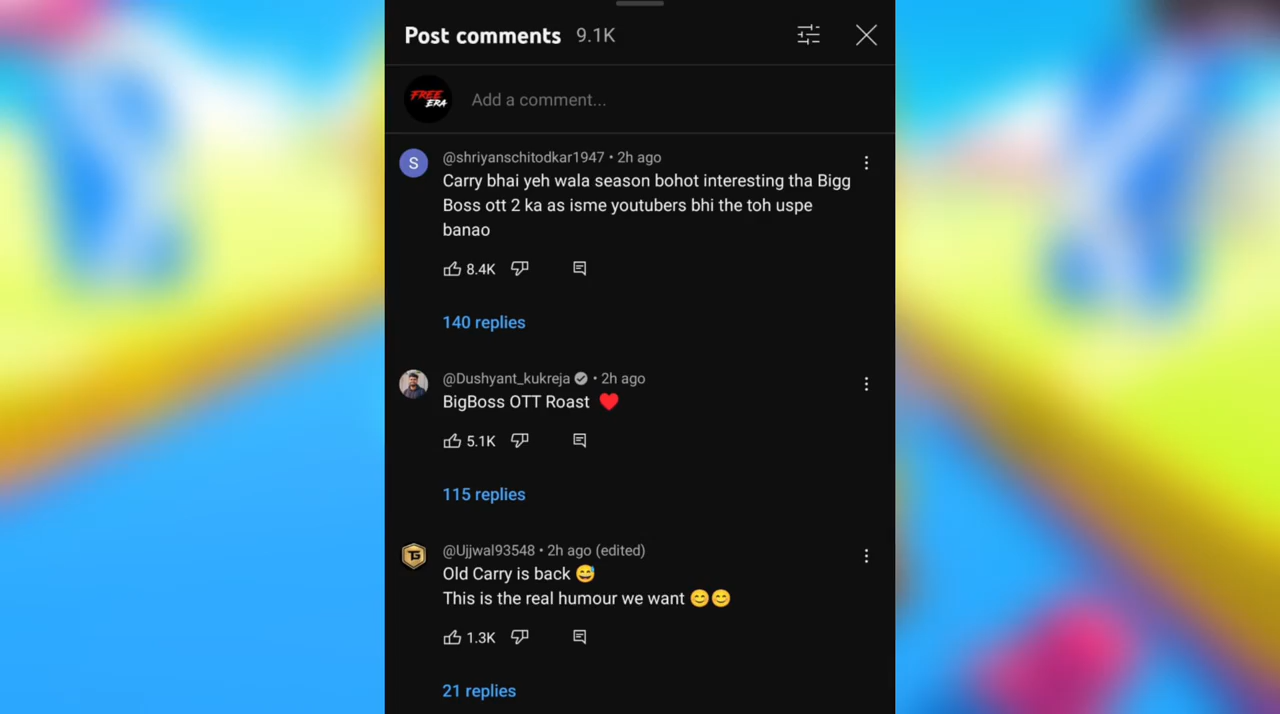 Post comments 9.1K
FREE
ERA
Add a comment...
S
@shriyanschitodkar1947 • 2h ago
Carry bhai yeh wala season bohot interesting tha Bigg
Boss ott 2 ka as isme youtubers bhi the toh uspe
banao
8.4K
140 replies
@Dushyant_kukreja • 2h ago
BigBoss OTT Roast ❤️
5.1K
115 replies
TG
@Ujjwal93548 • 2h ago (edited)
Old Carry is back 😅
This is the real humour we want 😊😊
1.3K
21 replies